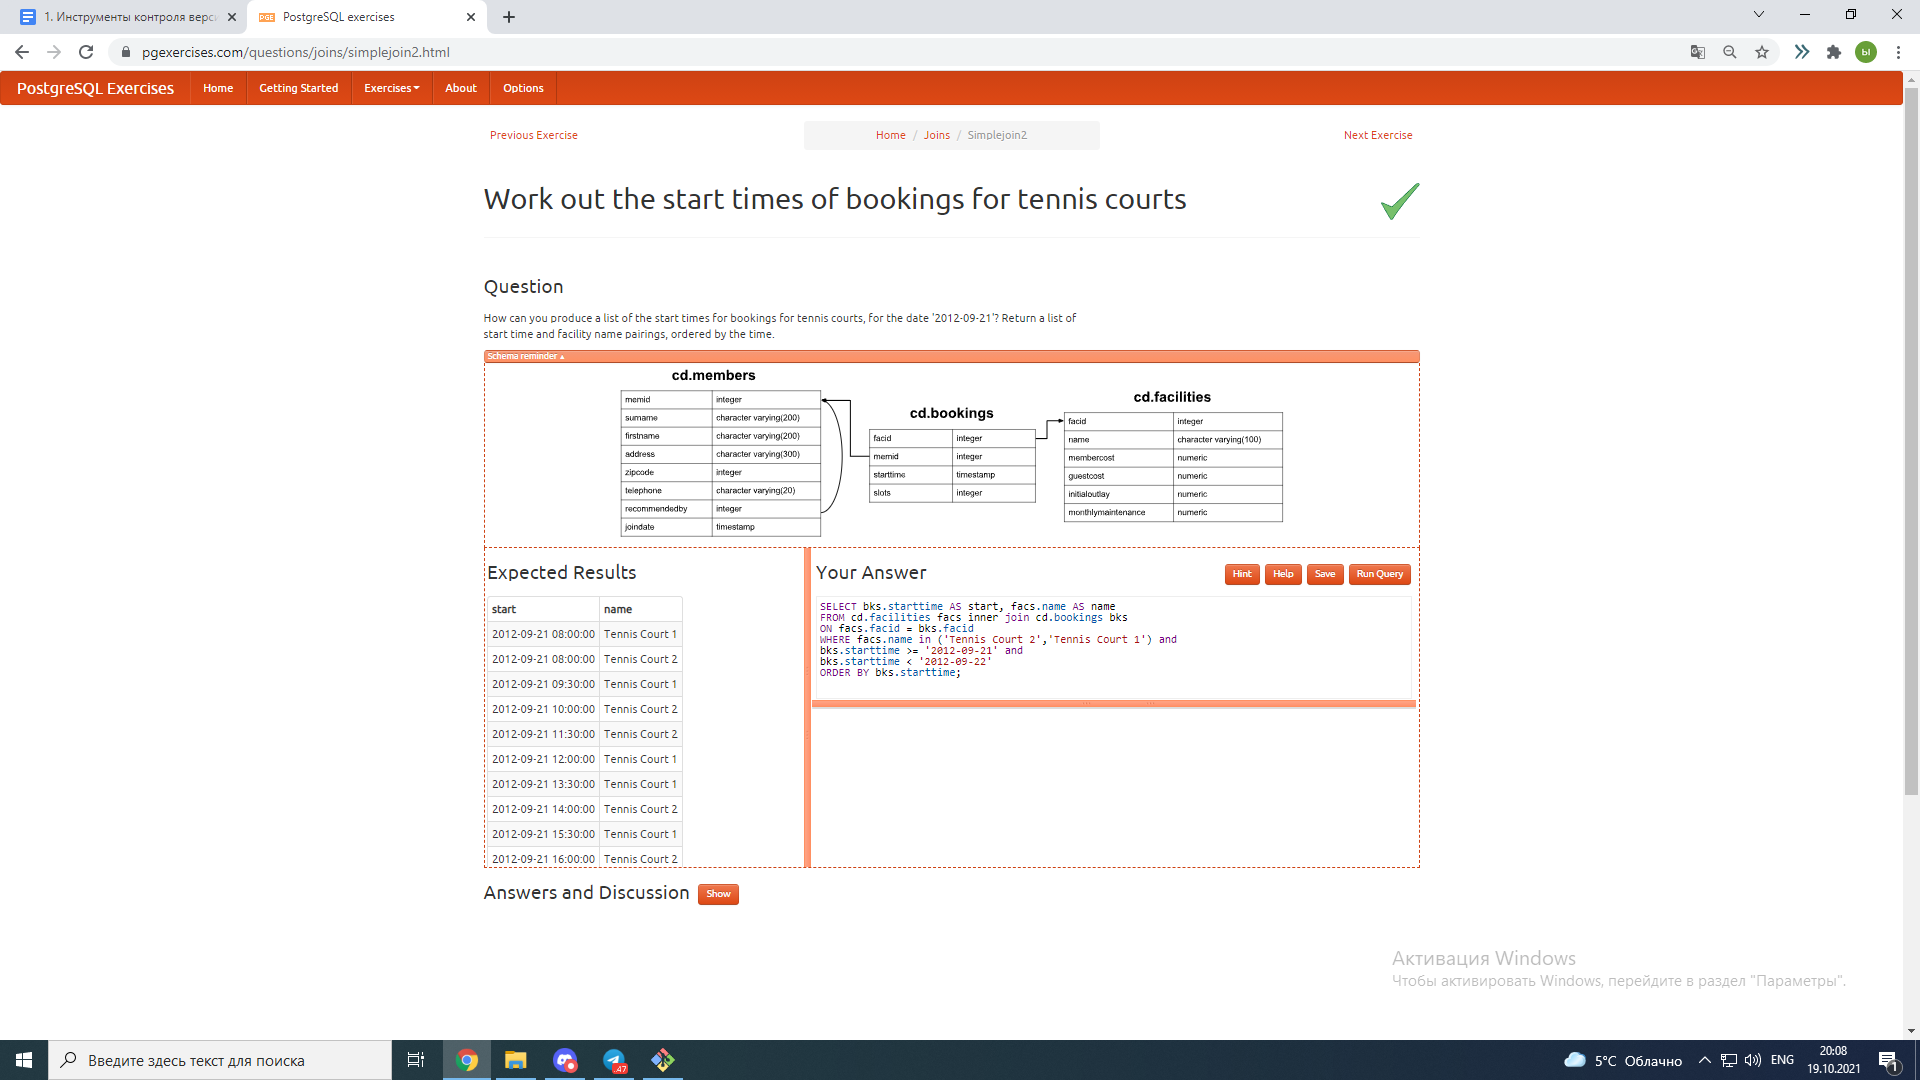 1. Инструменты контроля верси
PostgreSQL exercises
pgexercises.com/questions/joins/simplejoin2.html
ы
PostgreSQL Exercises
Home
Getting Started
Exercises
About
Options
Previous Exercise
Home / Joins / Simplejoin2
Next Exercise
Work out the start times of bookings for tennis courts
Question
How can you produce a list of the start times for bookings for tennis courts, for the date '2012-09-21'? Return a list of
start time and facility name pairings, ordered by the time.
Schema reminder
cd.members
memid integer
surname character varying(200)
firstname character varying(200)
address character varying(300)
zipcode integer
telephone character varying(20)
recommendedby integer
joindate timestamp
cd.bookings
facid integer
memid integer
starttime timestamp
slots integer
cd.facilities
facid integer
name character varying(100)
membercost numeric
guestcost numeric
initialoutlay numeric
monthlymaintenance numeric
Expected Results
start name
2012-09-21 08:00:00 Tennis Court 1
2012-09-21 08:00:00 Tennis Court 2
2012-09-21 09:30:00 Tennis Court 1
2012-09-21 10:00:00 Tennis Court 2
2012-09-21 11:30:00 Tennis Court 2
2012-09-21 12:00:00 Tennis Court 1
2012-09-21 13:30:00 Tennis Court 1
2012-09-21 14:00:00 Tennis Court 2
2012-09-21 15:30:00 Tennis Court 1
2012-09-21 16:00:00 Tennis Court 2
Your Answer
Hint
Help
Save
Run Query
SELECT bks.starttime AS start, facs.name AS name
FROM cd.facilities facs inner join cd.bookings bks
ON facs.facid = bks.facid
WHERE facs.name in ('Tennis Court 2','Tennis Court 1') and
bks.starttime >= '2012-09-21' and
bks.starttime < '2012-09-22'
ORDER BY bks.starttime;
Answers and Discussion
Show
Активация Windows
Чтобы активировать Windows, перейдите в раздел "Параметры".
Введите здесь текст для поиска
47
5°C Облачно
ENG
20:08
19.10.2021
1